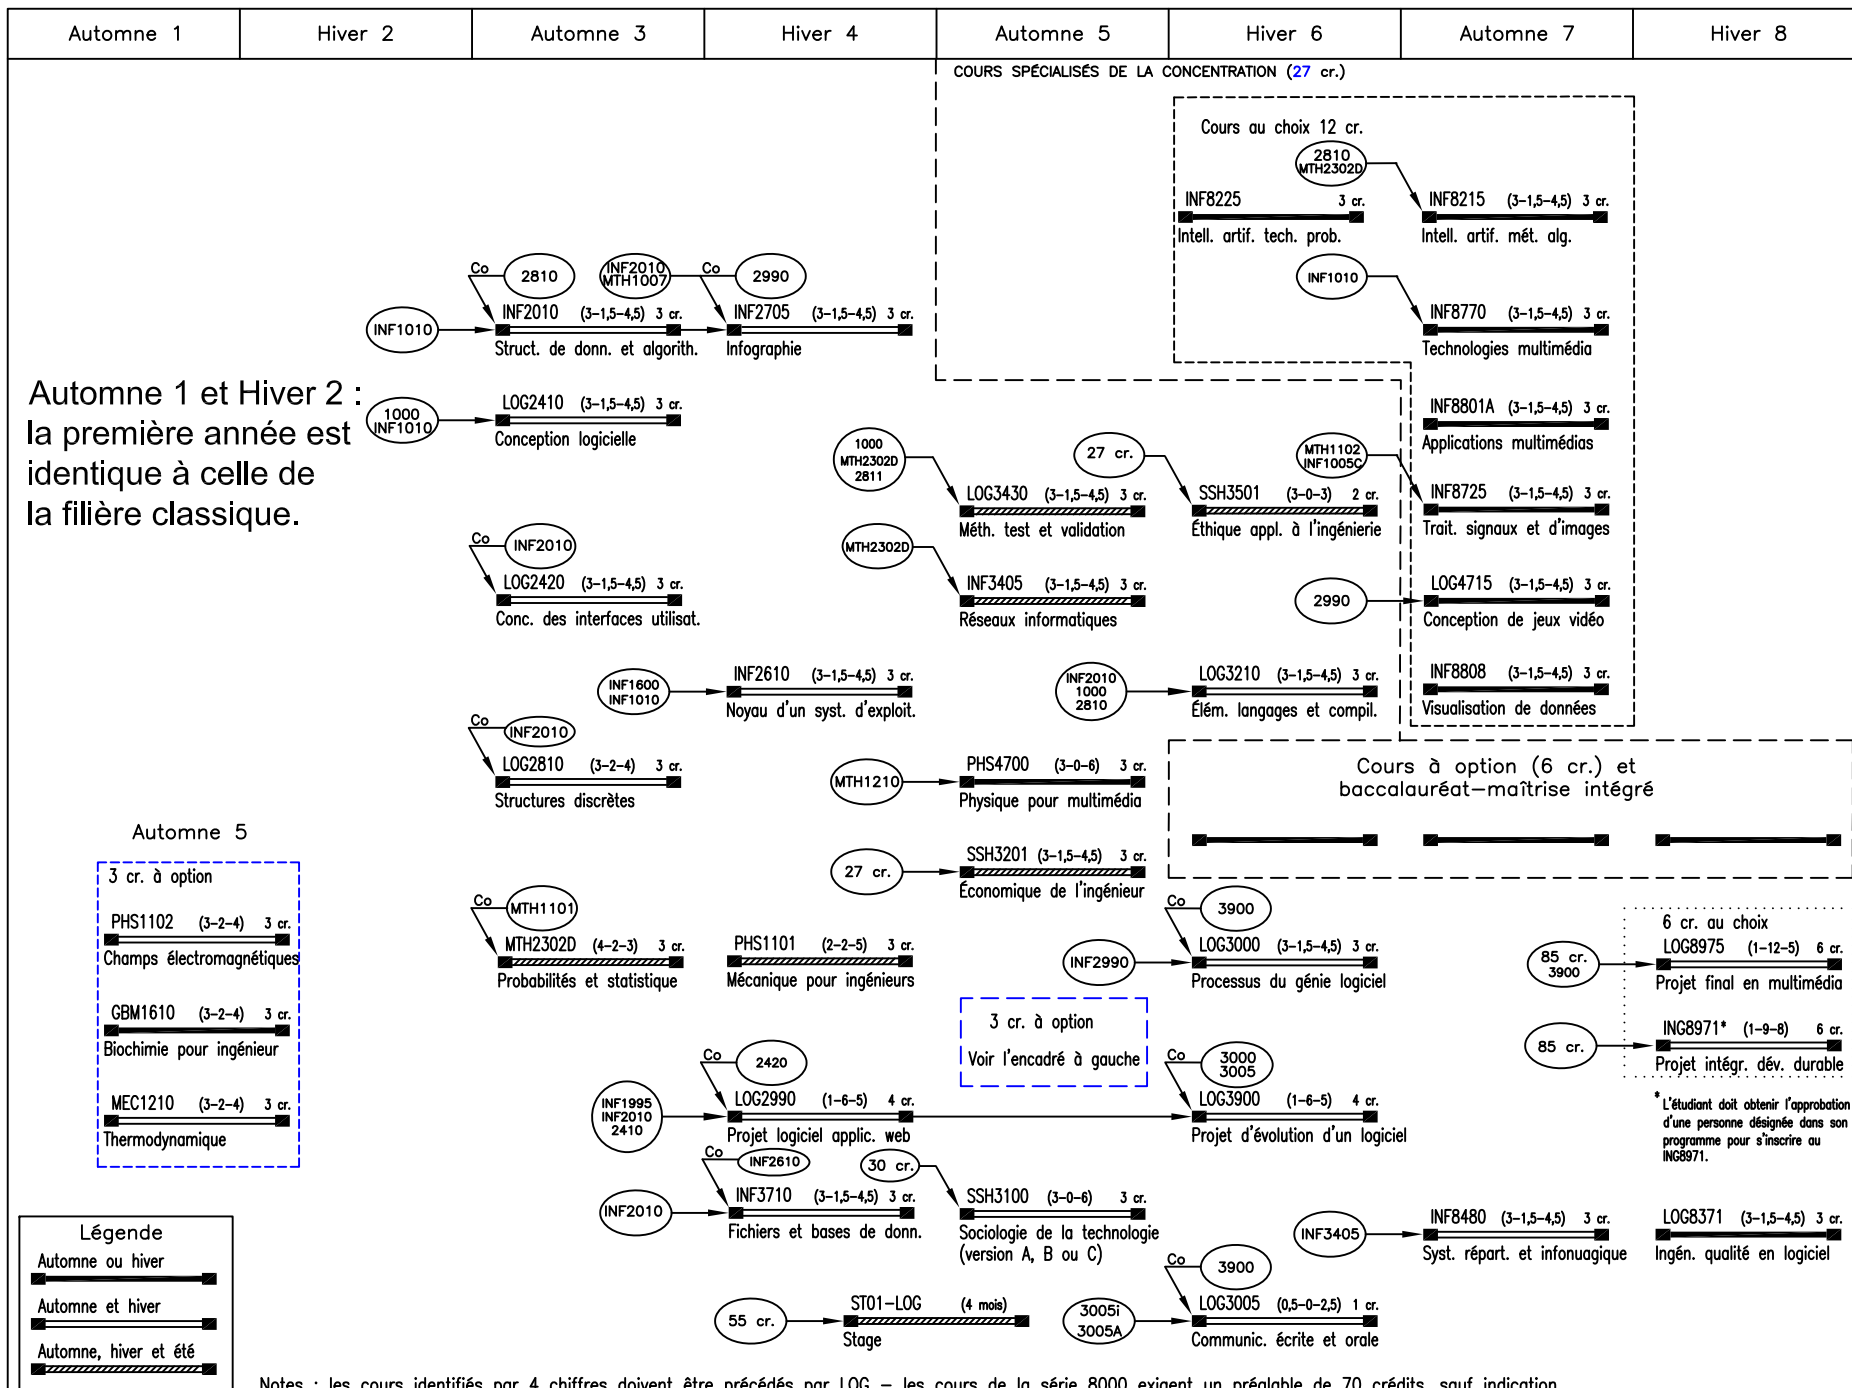 Automne 1
Hiver 2
Automne 3
Hiver 4
Automne 5
Hiver 6
Automne 7
Hiver 8
COURS SPÉCIALISÉS DE LA CONCENTRATION (27 cr.)
Cours au choix 12 cr.
2810
MTH2302D
INF8225 3 cr.
Intell. artif. tech. prob.
INF8215 (3-1,5-4,5) 3 cr.
Intell. artif. mét. alg.
Co
2810
INF2010
MTH1007
Co
2990
INF1010
INF1010
INF2010 (3-1,5-4,5) 3 cr.
Struct. de donn. et algorith.
INF2705 (3-1,5-4,5) 3 cr.
Infographie
INF8770 (3-1,5-4,5) 3 cr.
Technologies multimédia
Automne 1 et Hiver 2 :
la première année est
identique à celle de
la filière classique.
1000
INF1010
LOG2410 (3-1,5-4,5) 3 cr.
Conception logicielle
INF8801A (3-1,5-4,5) 3 cr.
Applications multimédias
1000
MTH2302D
2811
27 cr.
MTH1102
INF1005C
LOG3430 (3-1,5-4,5) 3 cr.
Méth. test et validation
SSH3501 (3-0-3) 2 cr.
Éthique appl. à l'ingénierie
INF8725 (3-1,5-4,5) 3 cr.
Trait. signaux et d'images
Co
INF2010
MTH2302D
LOG2420 (3-1,5-4,5) 3 cr.
Conc. des interfaces utilisat.
INF3405 (3-1,5-4,5) 3 cr.
Réseaux informatiques
2990
LOG4715 (3-1,5-4,5) 3 cr.
Conception de jeux vidéo
INF1600
INF1010
INF2610 (3-1,5-4,5) 3 cr.
Noyau d'un syst. d'exploit.
INF2010
1000
2810
LOG3210 (3-1,5-4,5) 3 cr.
Élém. langages et compil.
INF8808 (3-1,5-4,5) 3 cr.
Visualisation de données
Co
INF2010
LOG2810 (3-2-4) 3 cr.
Structures discrètes
MTH1210
PHS4700 (3-0-6) 3 cr.
Physique pour multimédia
Cours à option (6 cr.) et
baccalauréat-maîtrise intégré
Automne 5
3 cr. à option
PHS1102 (3-2-4) 3 cr.
Champs électromagnétiques
GBM1610 (3-2-4) 3 cr.
Biochimie pour ingénieur
MEC1210 (3-2-4) 3 cr.
Thermodynamique
27 cr.
SSH3201 (3-1,5-4,5) 3 cr.
Économique de l'ingénieur
Co
MTH1101
MTH2302D (4-2-3) 3 cr.
Probabilités et statistique
PHS1101 (2-2-5) 3 cr.
Mécanique pour ingénieurs
Co
3900
INF2990
LOG3000 (3-1,5-4,5) 3 cr.
Processus du génie logiciel
6 cr. au choix
85 cr.
3900
LOG8975 (1-12-5) 6 cr.
Projet final en multimédia
3 cr. à option
Voir l'encadré à gauche
85 cr.
ING8971* (1-9-8) 6 cr.
Projet intégr. dév. durable
* L'étudiant doit obtenir l'approbation
d'une personne désignée dans son
programme pour s'inscrire au
ING8971.
Co
2420
INF1995
INF2010
2410
LOG2990 (1-6-5) 4 cr.
Projet logiciel applic. web
Co
3000
3005
LOG3900 (1-6-5) 4 cr.
Projet d'évolution d'un logiciel
Co
INF2610
30 cr.
INF2010
INF3710 (3-1,5-4,5) 3 cr.
Fichiers et bases de donn.
SSH3100 (3-0-6) 3 cr.
Sociologie de la technologie
(version A, B ou C)
INF3405
INF8480 (3-1,5-4,5) 3 cr.
Syst. répart. et infonuagique
LOG8371 (3-1,5-4,5) 3 cr.
Ingén. qualité en logiciel
55 cr.
ST01-LOG (4 mois)
Stage
Co
3900
3005i
3005A
LOG3005 (0,5-0-2,5) 1 cr.
Communic. écrite et orale
Légende
Automne ou hiver
Automne et hiver
Automne, hiver et été
Notes : les cours identifiés par 4 chiffres doivent être précédés par LOG – les cours de la série 8000 exigent un préalable de 70 crédits, sauf indication